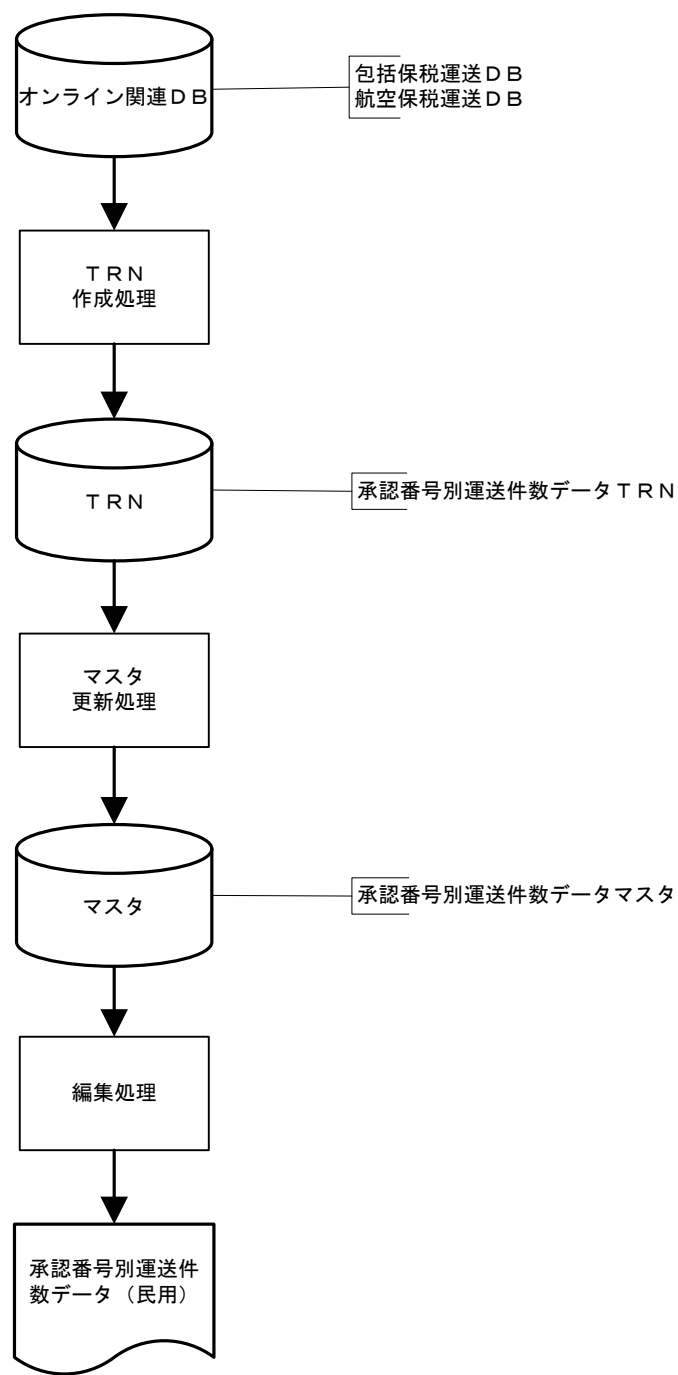 オンライン関連ＤＢ
包括保税運送ＤＢ
航空保税運送ＤＢ
ＴＲＮ
作成処理
ＴＲＮ
承認番号別運送件数データＴＲＮ
マスタ
更新処理
マスタ
承認番号別運送件数データマスタ
編集処理
承認番号別運送件
数データ（民用）